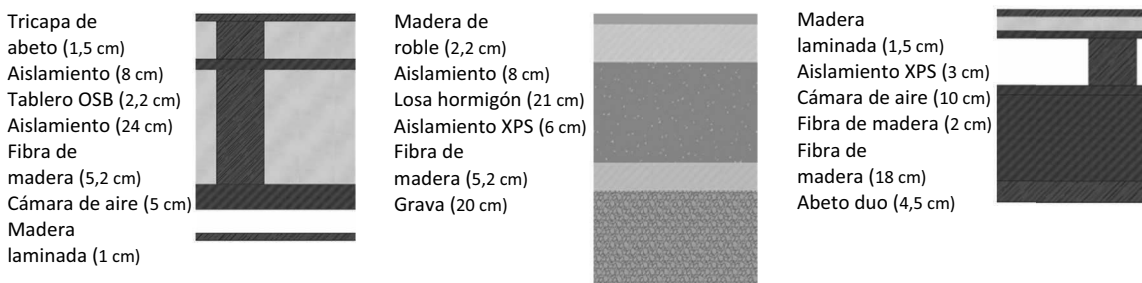 Tricapa de
abeto (1,5 cm)
Aislamiento (8 cm)
Tablero OSB (2,2 cm)
Aislamiento (24 cm)
Fibra de
madera (5,2 cm)
Cámara de aire (5 cm)
Madera
laminada (1 cm)
Madera de
roble (2,2 cm)
Aislamiento (8 cm)
Losa hormigón (21 cm)
Aislamiento XPS (6 cm)
Fibra de
madera (5,2 cm)
Grava (20 cm)
Madera
laminada (1,5 cm)
Aislamiento XPS (3 cm)
Cámara de aire (10 cm)
Fibra de madera (2 cm)
Fibra de
madera (18 cm)
Abeto duo (4,5 cm)